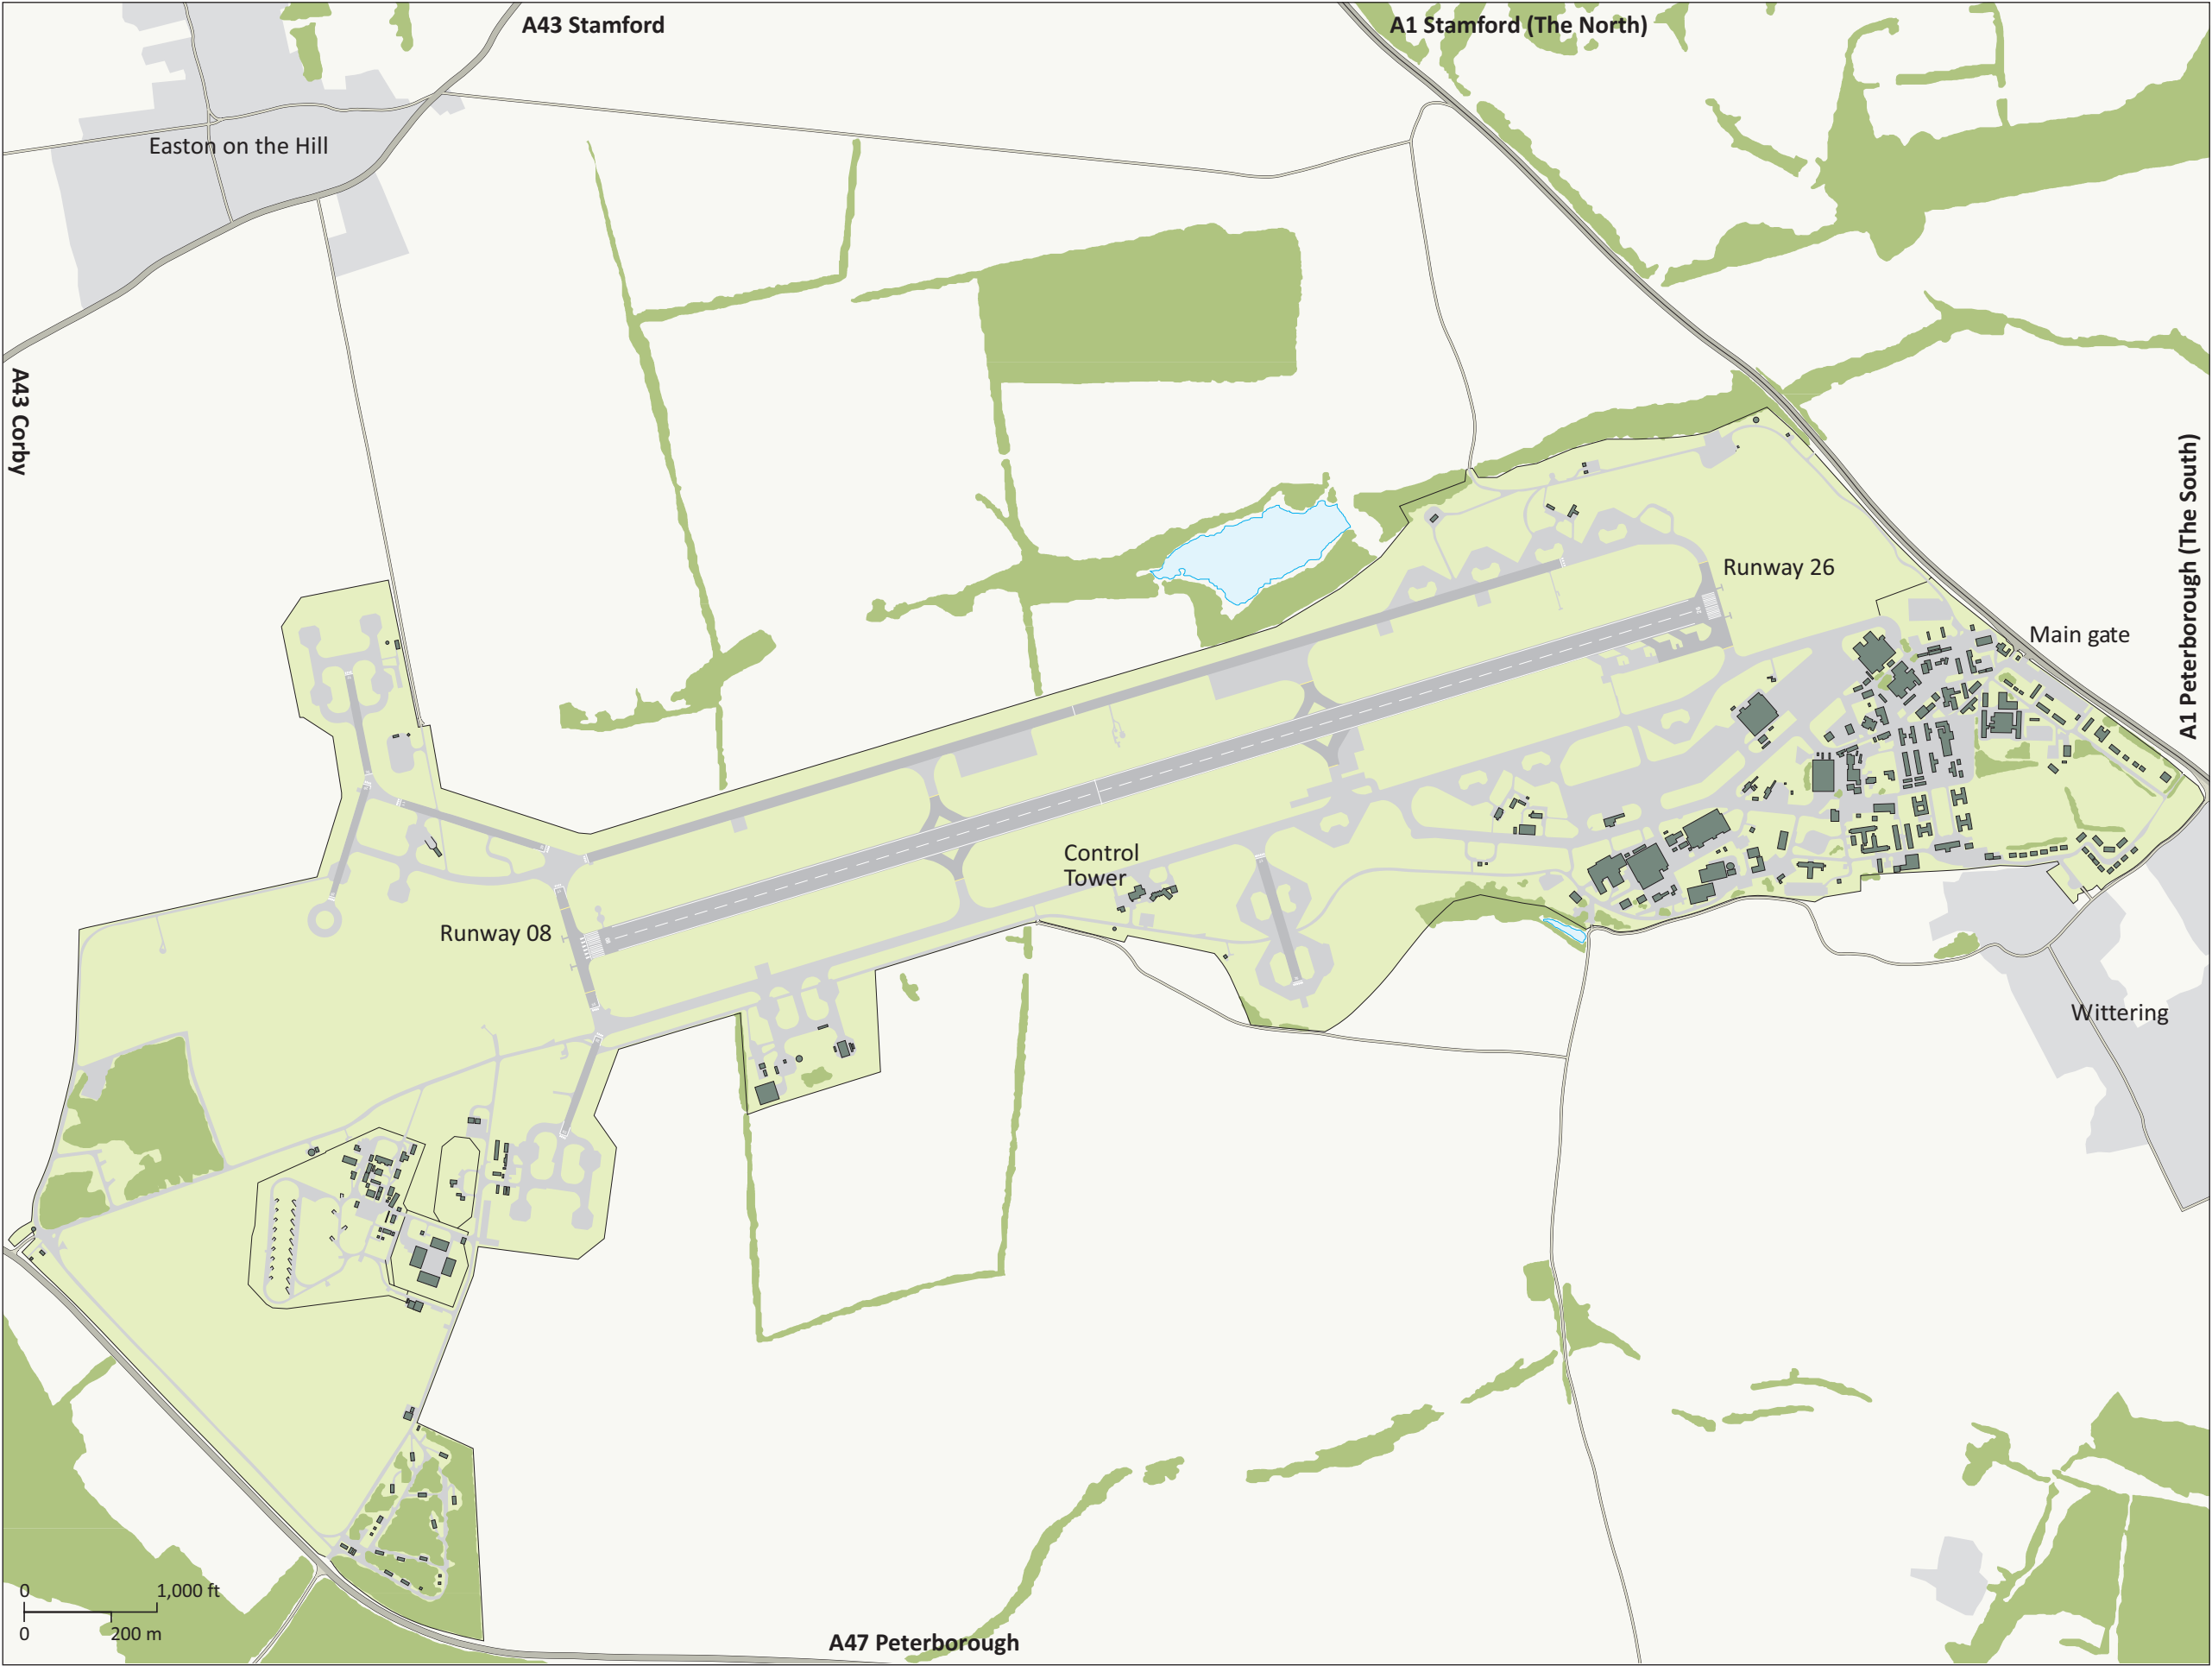 A43 Stamford
A1 Stamford (The North)
Easton on the Hill
A43 Corby
A1 Peterborough (The South)
Runway 26
Main gate
Control
Tower
Runway 08
Wittering
0
1,000 ft
0
200 m
A47 Peterborough